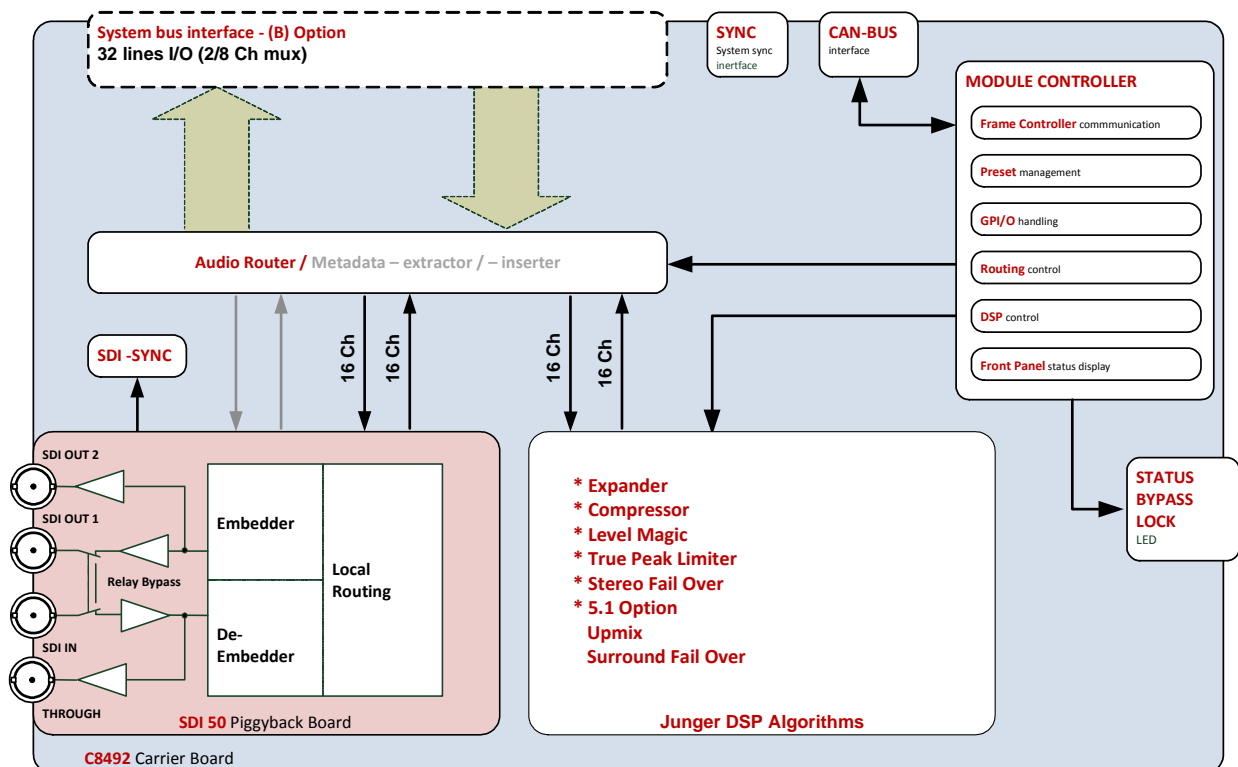 System bus interface - (B) Option
32 lines I/O (2/8 Ch mux)
SYNC
System sync
inertface
CAN-BUS
interface
MODULE CONTROLLER
Frame Controller commmunication
Preset management
GPI/O handling
Routing control
DSP control
Front Panel status display
Audio Router / Metadata – extractor / – inserter
SDI -SYNC
16 Ch
16 Ch
16 Ch
16 Ch
SDI OUT 2
SDI OUT 1
Relay Bypass
SDI IN
THROUGH
Embedder
De-
Embedder
Local
Routing
SDI 50 Piggyback Board
* Expander
* Compressor
* Level Magic
* True Peak Limiter
* Stereo Fail Over
* 5.1 Option
Upmix
Surround Fail Over
Junger DSP Algorithms
STATUS
BYPASS
LOCK
LED
C8492 Carrier Board